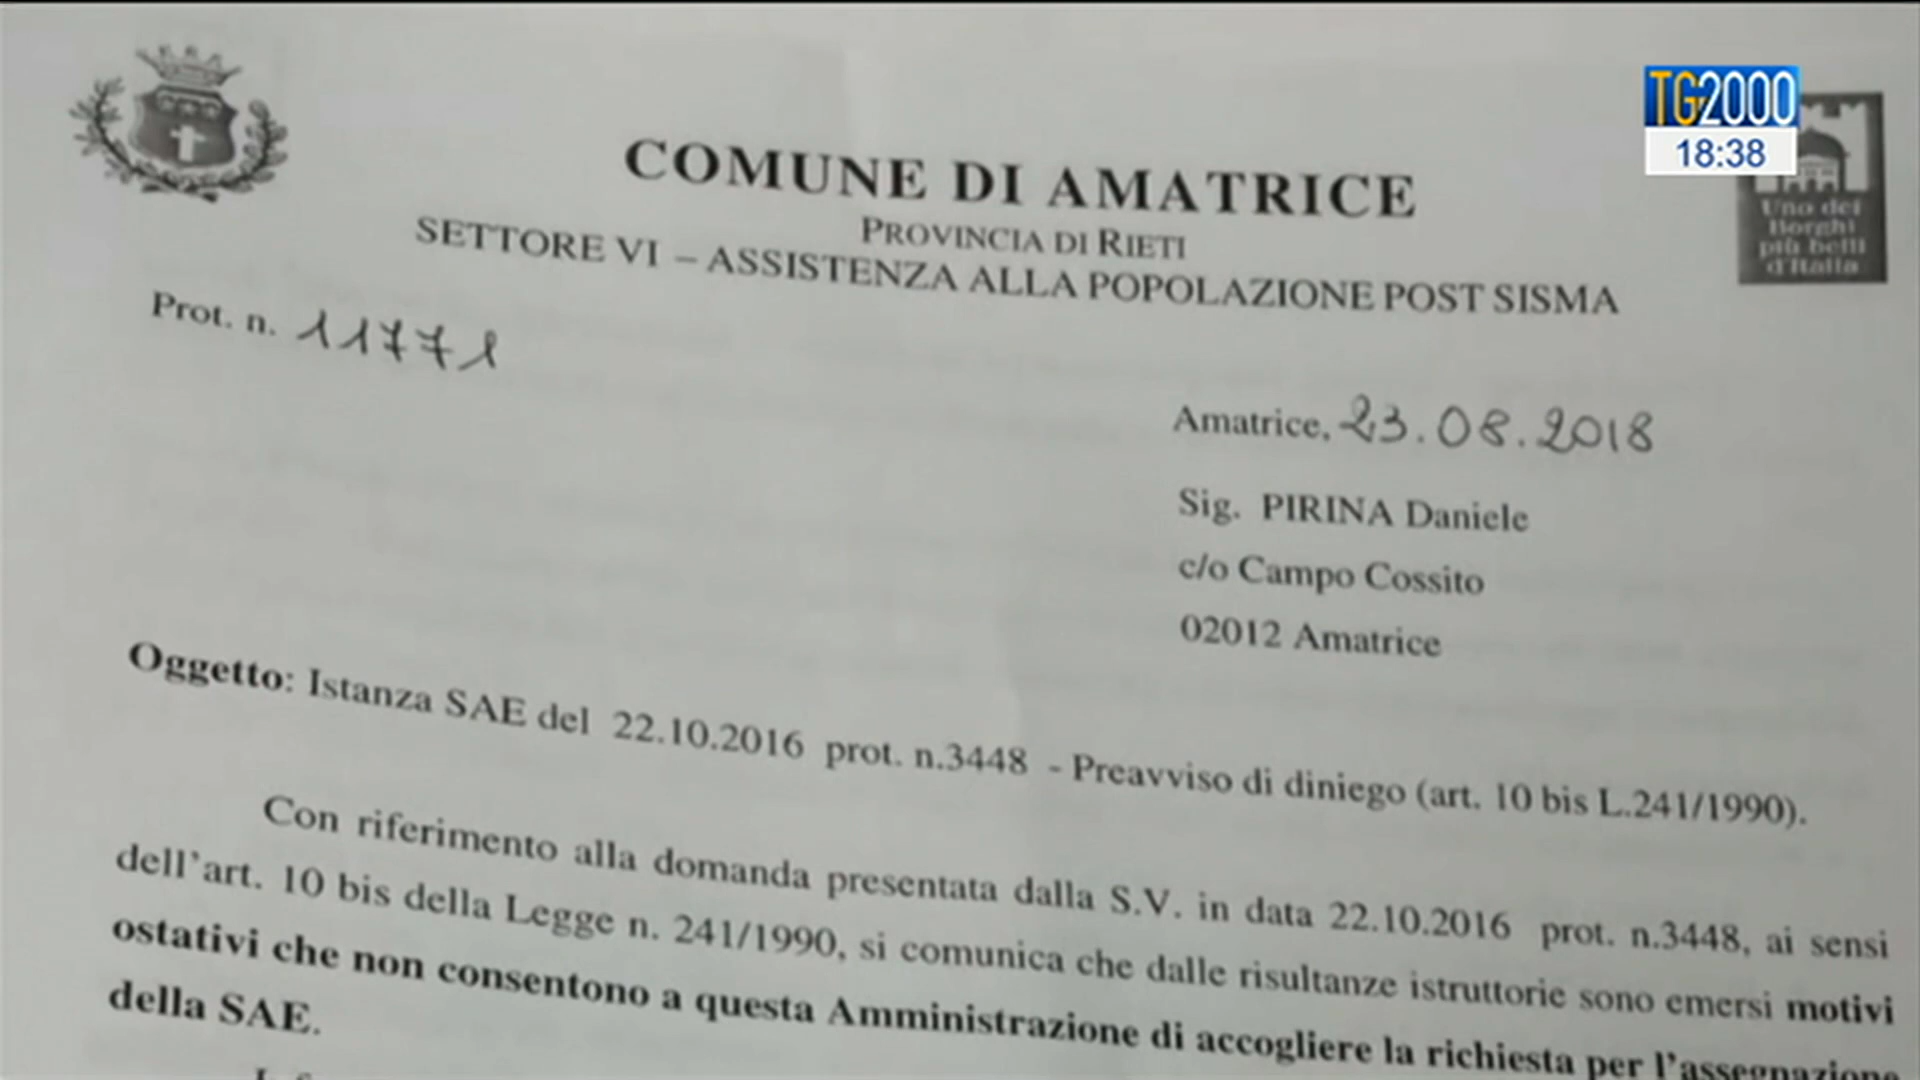 TG2000
18:38
COMUNE DI AMATRICE
PROVINCIA DI RIETI
SETTORE VI – ASSISTENZA ALLA POPOLAZIONE POST SISMA
Uno dei
Borghi
più belli
d'Italia
Prot. n. 11771
Amatrice, 23.08.2018
Sig. PIRINA Daniele
c/o Campo Cossito
02012 Amatrice
Oggetto: Istanza SAE del 22.10.2016 prot. n.3448 - Preavviso di diniego (art. 10 bis L.241/1990).
Con riferimento alla domanda presentata dalla S.V. in data 22.10.2016 prot. n.3448, ai sensi
dell'art. 10 bis della Legge n. 241/1990, si comunica che dalle risultanze istruttorie sono emersi motivi
ostativi che non consentono a questa Amministrazione di accogliere la richiesta per l'assegnazione
della SAE.